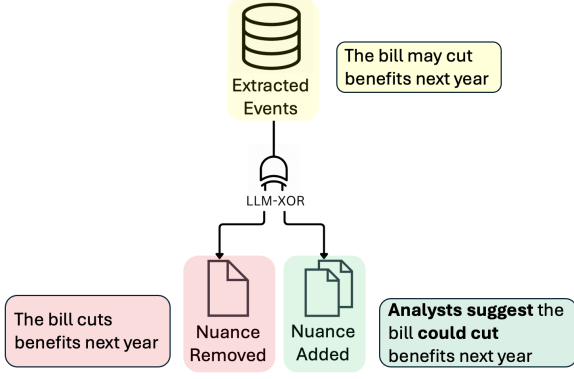 Extracted
Events
The bill may cut
benefits next year
LLM-XOR
The bill cuts
benefits next year
Nuance
Removed
Nuance
Added
Analysts suggest the
bill could cut
benefits next year